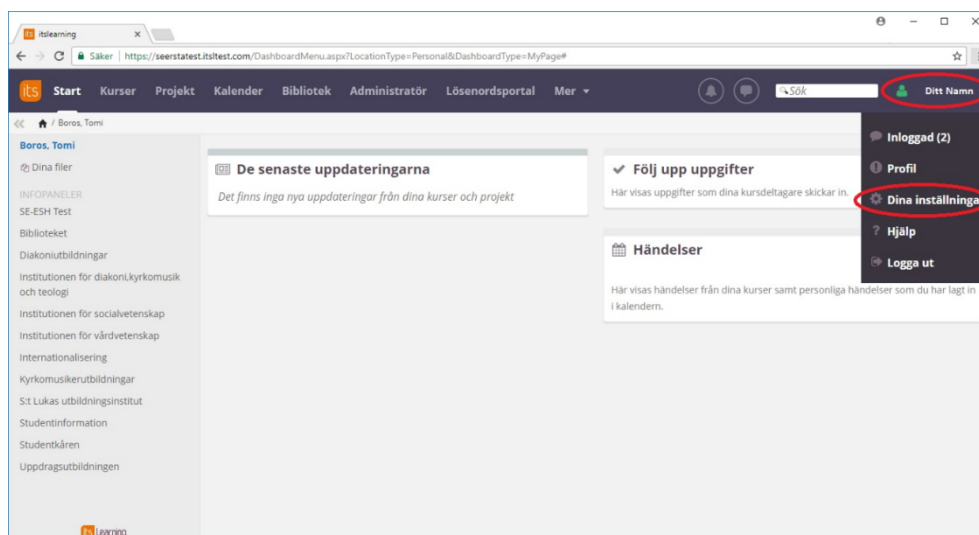 itslearning
Säker | https://seerstatest.itsltest.com/DashboardMenu.aspx?LocationType=Personal&DashboardType=MyPage#
its Start Kurser Projekt Kalender Bibliotek Administratör Lösenordsportal Mer Sök Ditt Namn
/ Boros, Tomi
Boros, Tomi
Dina filer
INFOPANELER
SE-ESH Test
Biblioteket
Diakoniutbildningar
Institutionen för diakoni,kyrkomusik
och teologi
Institutionen för socialvetenskap
Institutionen för vårdvetenskap
Internationalisering
Kyrkomusikerutbildningar
S:t Lukas utbildningsinstitut
Studentinformation
Studentkåren
Uppdragsutbildningen
its Learning
De senaste uppdateringarna
Det finns inga nya uppdateringar från dina kurser och projekt
Följ upp uppgifter
Här visas uppgifter som dina kursdeltagare skickar in.
Händelser
Här visas händelser från dina kurser samt personliga händelser som du har lagt in
i kalendern.
Inloggad (2)
Profil
Dina inställninga
? Hjälp
Logga ut